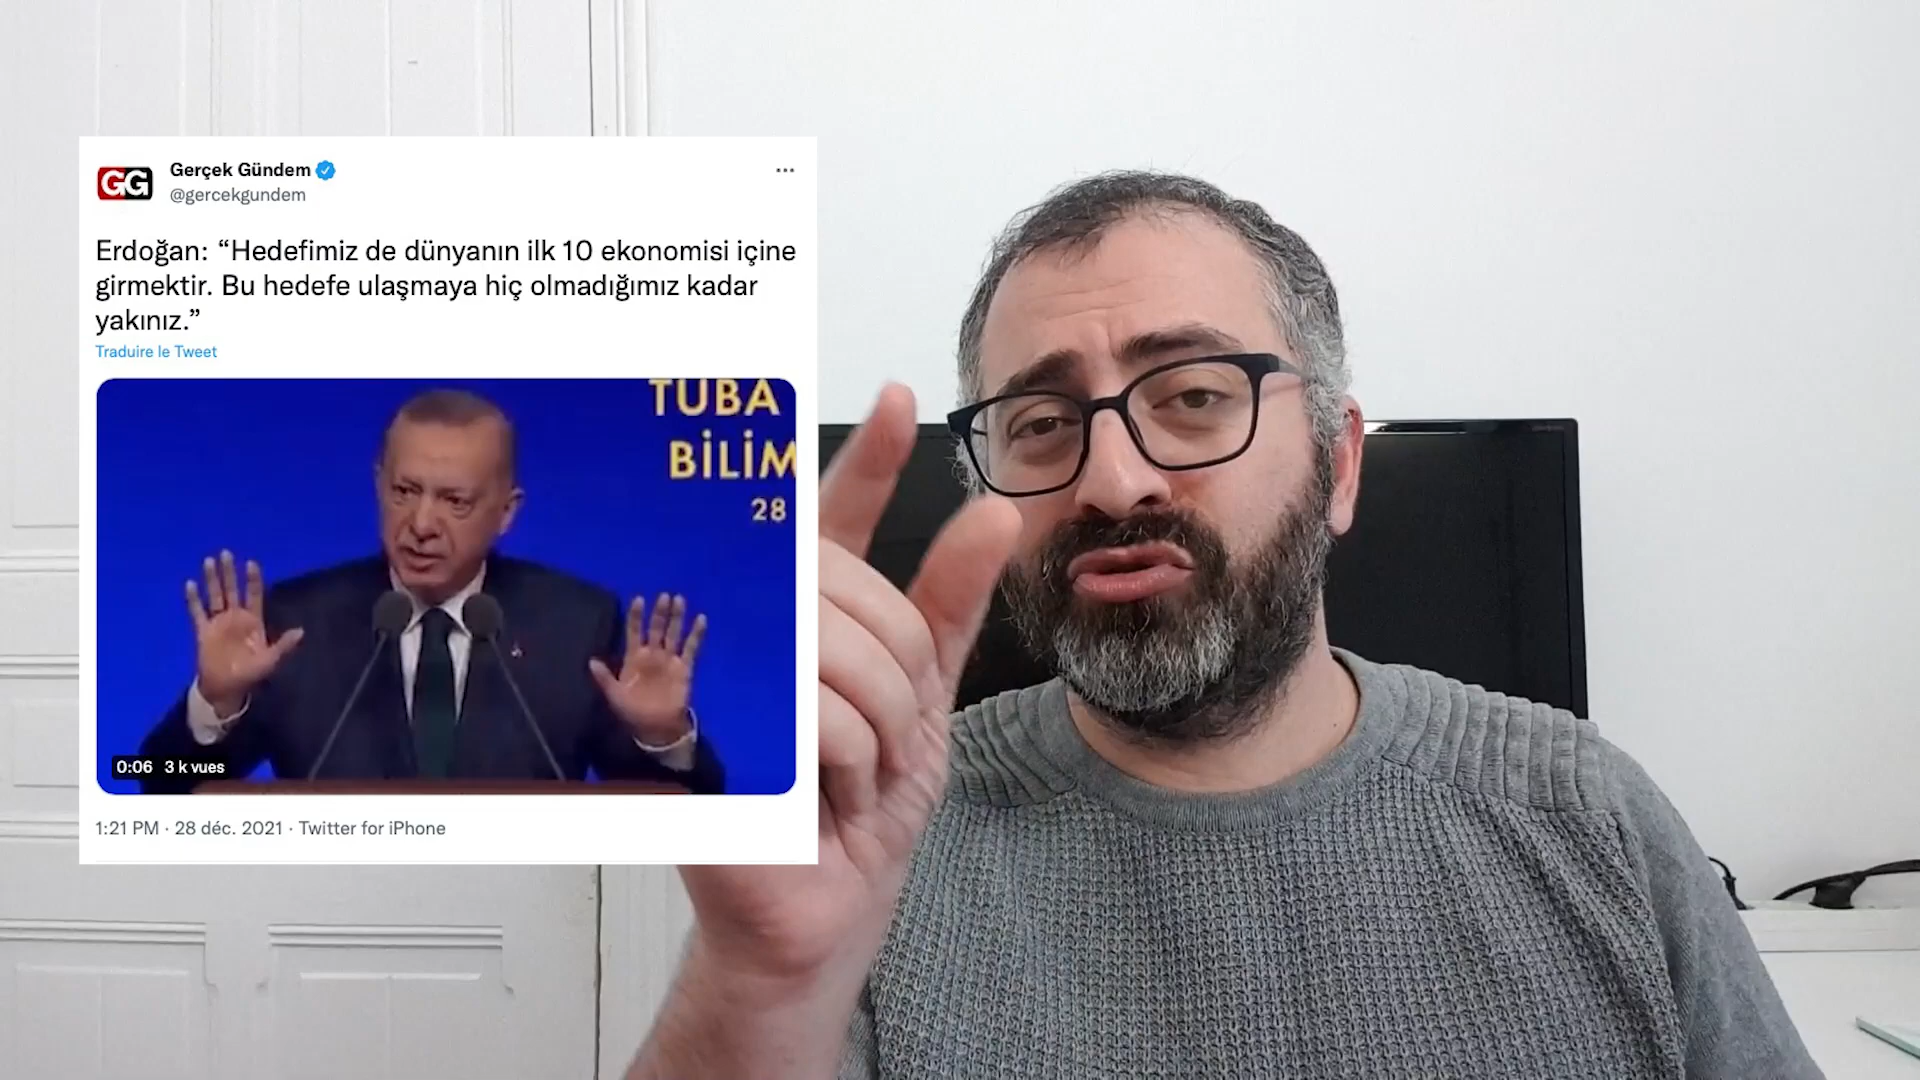 GG
Gerçek Gündem
@gercekgundem
Erdoğan: “Hedefimiz de dünyanın ilk 10 ekonomisi içine
girmektir. Bu hedefe ulaşmaya hiç olmadığımız kadar
yakınız.”
Traduire le Tweet
TÜBA
BİLİM
28
0:06 3 k vues
1:21 PM · 28 déc. 2021 · Twitter for iPhone